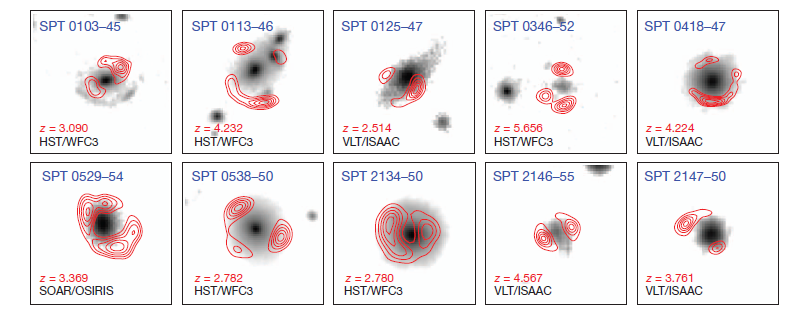 SPT 0103–45
z = 3.090
HST/WFC3
SPT 0113–46
z = 4.232
HST/WFC3
SPT 0125–47
z = 2.514
VLT/ISAAC
SPT 0346–52
z = 5.656
HST/WFC3
SPT 0418–47
z = 4.224
VLT/ISAAC
SPT 0529–54
z = 3.369
SOAR/OSIRIS
SPT 0538–50
z = 2.782
HST/WFC3
SPT 2134–50
z = 2.780
HST/WFC3
SPT 2146–55
z = 4.567
VLT/ISAAC
SPT 2147–50
z = 3.761
VLT/ISAAC